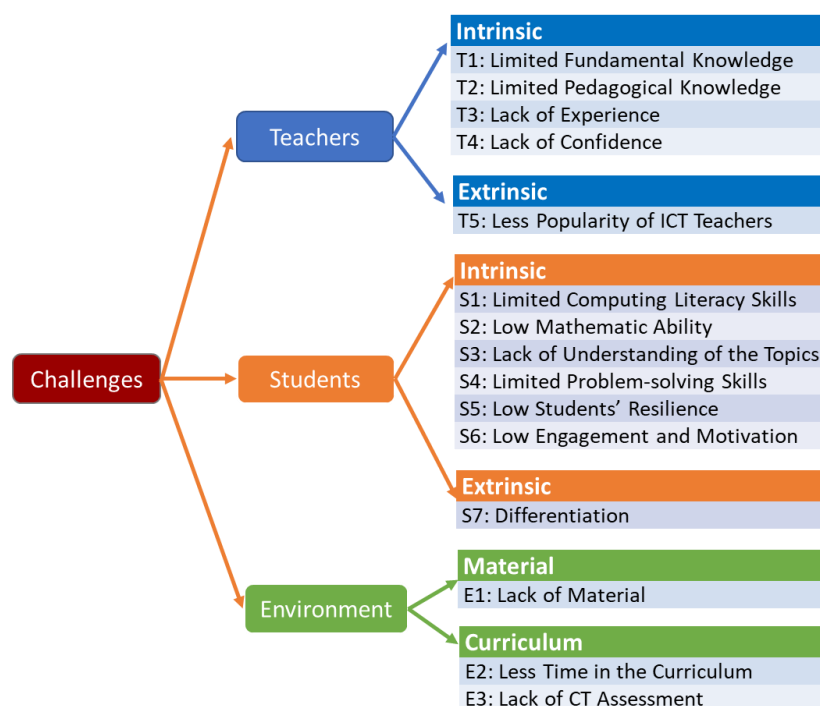 Challenges
Teachers
Intrinsic
T1: Limited Fundamental Knowledge
T2: Limited Pedagogical Knowledge
T3: Lack of Experience
T4: Lack of Confidence
Extrinsic
T5: Less Popularity of ICT Teachers
Students
Intrinsic
S1: Limited Computing Literacy Skills
S2: Low Mathematic Ability
S3: Lack of Understanding of the Topics
S4: Limited Problem-solving Skills
S5: Low Students’ Resilience
S6: Low Engagement and Motivation
Extrinsic
S7: Differentiation
Environment
Material
E1: Lack of Material
Curriculum
E2: Less Time in the Curriculum
E3: Lack of CT Assessment